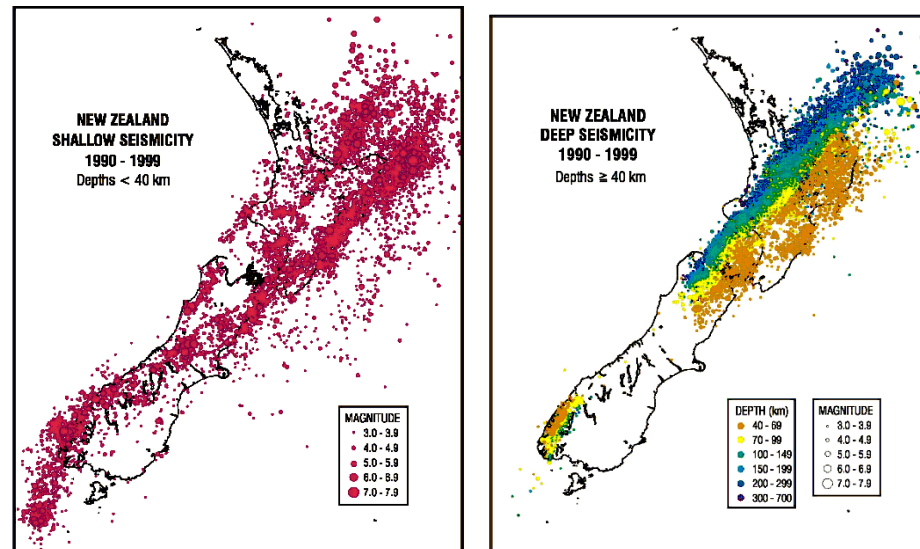 NEW ZEALAND
SHALLOW SEISMICITY
1990 - 1999
Depths < 40 km
MAGNITUDE
3.0 - 3.9
4.0 - 4.9
5.0 - 5.9
6.0 - 6.9
7.0 - 7.9
NEW ZEALAND
DEEP SEISMICITY
1990 - 1999
Depths ≥ 40 km
DEPTH (km)
40 - 69
70 - 99
100 - 149
150 - 199
200 - 299
300 - 700
MAGNITUDE
3.0 - 3.9
4.0 - 4.9
5.0 - 5.9
6.0 - 6.9
7.0 - 7.9